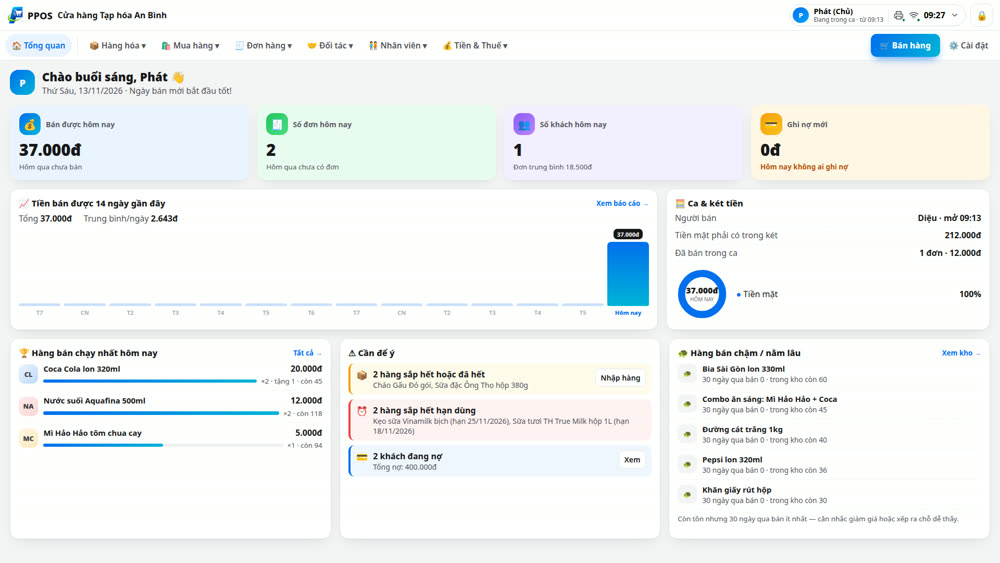 PPOS Cửa hàng Tạp hóa An Bình
P Phát (Chủ)
Đang trong ca · từ 09:13
09:27
Tổng quan
Hàng hóa ▾
Mua hàng ▾
Đơn hàng ▾
Đối tác ▾
Nhân viên ▾
Tiền & Thuế ▾
Bán hàng
Cài đặt
P
Chào buổi sáng, Phát 👋
Thứ Sáu, 13/11/2026 · Ngày bán mới bắt đầu tốt!
Bán được hôm nay
37.000đ
Hôm qua chưa bán
Số đơn hôm nay
2
Hôm qua chưa có đơn
Số khách hôm nay
1
Đơn trung bình 18.500đ
Ghi nợ mới
0đ
Hôm nay không ai ghi nợ
Tiền bán được 14 ngày gần đây
Xem báo cáo →
Tổng 37.000đ Trung bình/ngày 2.643đ
37.000đ
T7 CN T2 T3 T4 T5 T6 T7 CN T2 T3 T4 T5 Hôm nay
Ca & két tiền
Người bán Diệu · mở 09:13
Tiền mặt phải có trong két 212.000đ
Đã bán trong ca 1 đơn · 12.000đ
37.000đ
HÔM NAY
Tiền mặt 100%
Hàng bán chạy nhất hôm nay
Tất cả →
CL Coca Cola lon 320ml 20.000đ
×2 · tặng 1 · còn 45
NA Nước suối Aquafina 500ml 12.000đ
×2 · còn 118
MC Mì Hảo Hảo tôm chua cay 5.000đ
×1 · còn 94
Cần để ý
2 hàng sắp hết hoặc đã hết
Cháo Gấu Đỏ gói, Sữa đặc Ông Thọ hộp 380g
Nhập hàng
2 hàng sắp hết hạn dùng
Kẹo sữa Vinamilk bịch (hạn 25/11/2026), Sữa tươi TH True Milk hộp 1L (hạn
18/11/2026)
2 khách đang nợ
Tổng nợ: 400.000đ
Xem
Hàng bán chậm / nằm lâu
Xem kho →
Bia Sài Gòn lon 330ml
30 ngày qua bán 0 · trong kho còn 60
Combo ăn sáng: Mì Hảo Hảo + Coca
30 ngày qua bán 0 · trong kho còn 45
Đường cát trắng 1kg
30 ngày qua bán 0 · trong kho còn 40
Pepsi lon 320ml
30 ngày qua bán 0 · trong kho còn 36
Khăn giấy rút hộp
30 ngày qua bán 0 · trong kho còn 30
Còn tồn nhưng 30 ngày qua bán ít nhất — cân nhắc giảm giá hoặc xếp ra chỗ dễ thấy.